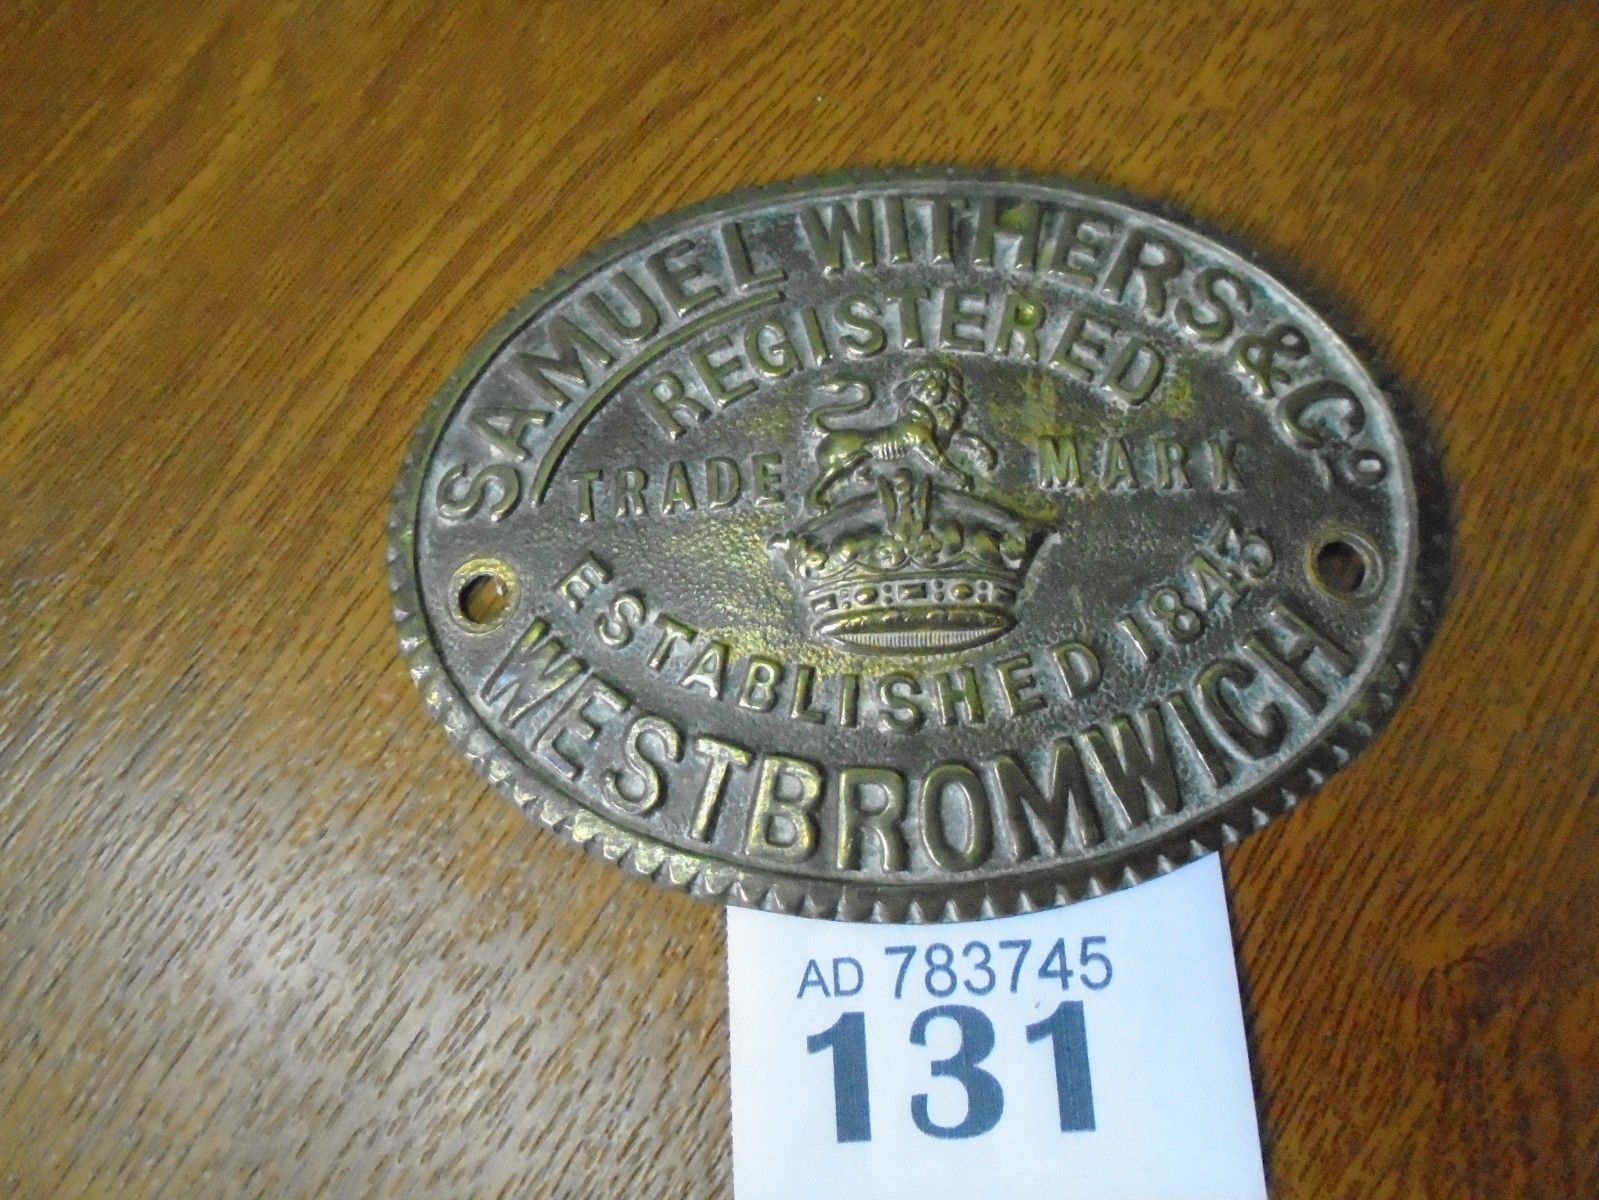 SAMUEL WITHERS & Co
REGISTERED
TRADE MARK
ESTABLISHED 1843
WESTBROMWICH
AD 783745
131